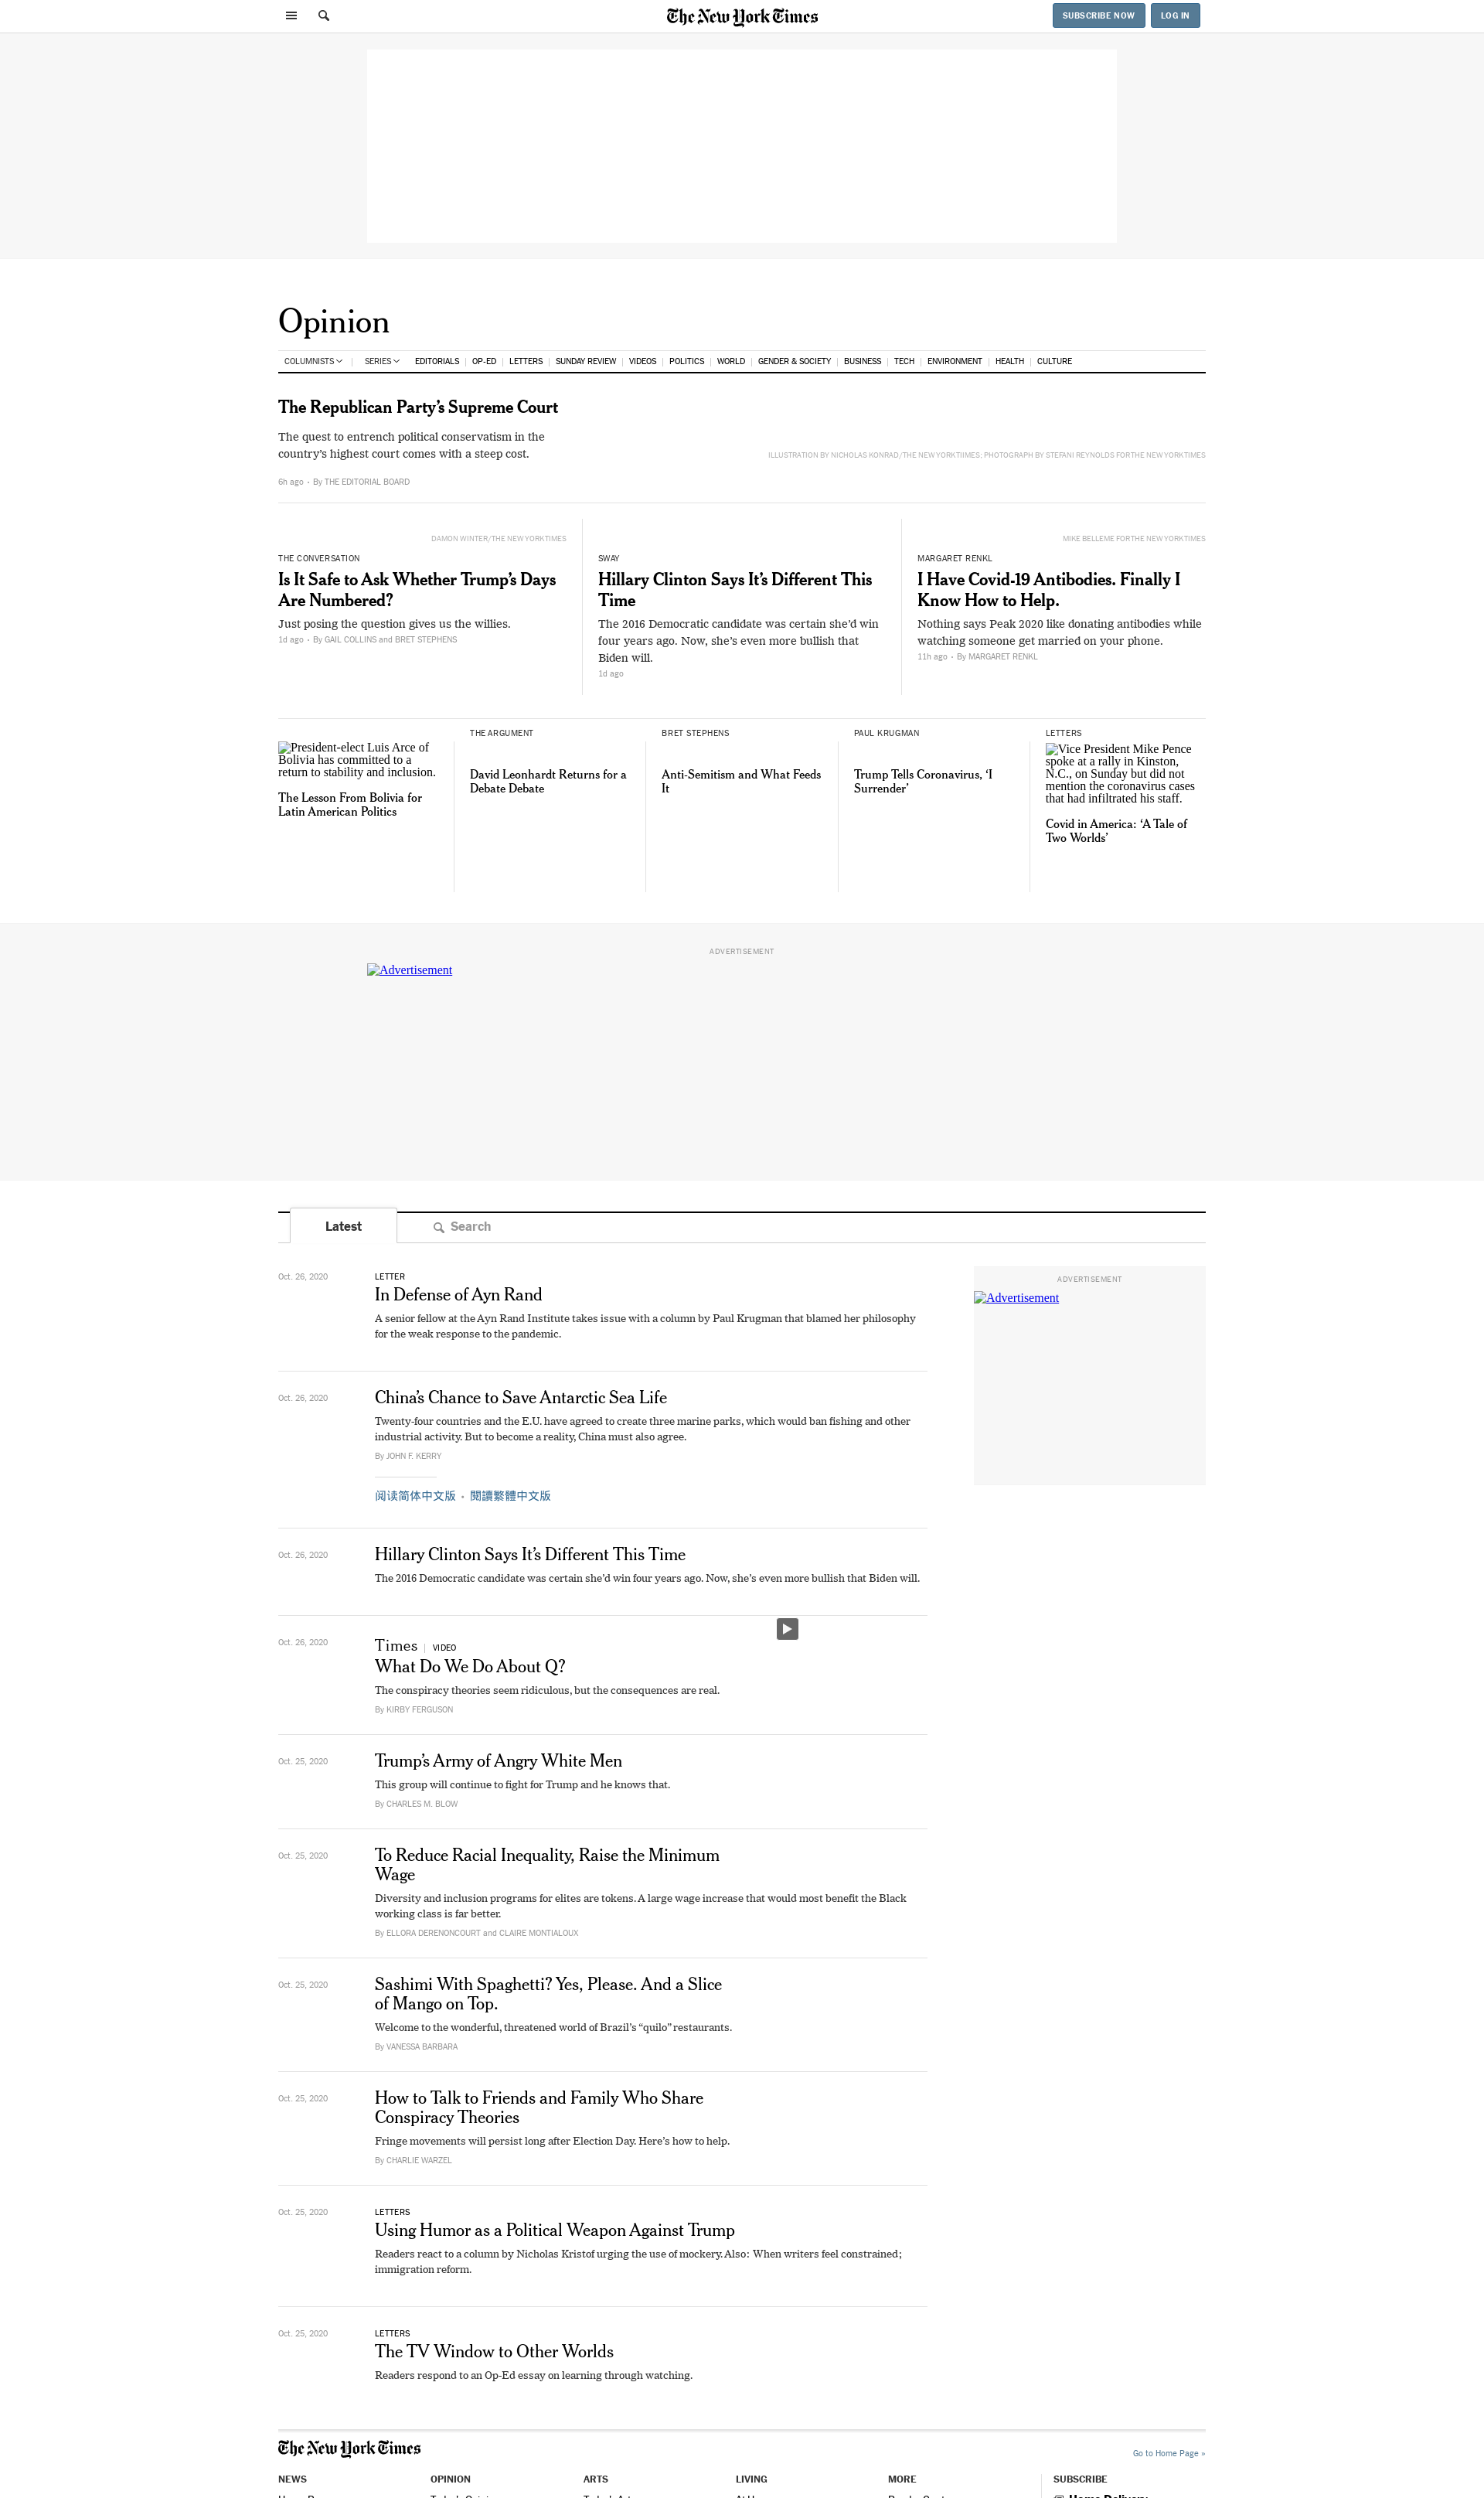 The New York Times
SUBSCRIBE NOW
LOG IN
Opinion
COLUMNISTS
SERIES
EDITORIALS
OP-ED
LETTERS
SUNDAY REVIEW
VIDEOS
POLITICS
WORLD
GENDER & SOCIETY
BUSINESS
TECH
ENVIRONMENT
HEALTH
CULTURE
The Republican Party’s Supreme Court
The quest to entrench political conservatism in the
country’s highest court comes with a steep cost.
ILLUSTRATION BY NICHOLAS KONRAD/THE NEW YORK TIIMES; PHOTOGRAPH BY STEFANI REYNOLDS FOR THE NEW YORK TIMES
6h ago • By THE EDITORIAL BOARD
DAMON WINTER/THE NEW YORK TIMES
THE CONVERSATION
Is It Safe to Ask Whether Trump’s Days
Are Numbered?
Just posing the question gives us the willies.
1d ago • By GAIL COLLINS and BRET STEPHENS
SWAY
Hillary Clinton Says It’s Different This
Time
The 2016 Democratic candidate was certain she’d win
four years ago. Now, she’s even more bullish that
Biden will.
1d ago
MIKE BELLEME FOR THE NEW YORK TIMES
MARGARET RENKL
I Have Covid-19 Antibodies. Finally I
Know How to Help.
Nothing says Peak 2020 like donating antibodies while
watching someone get married on your phone.
11h ago • By MARGARET RENKL
President-elect Luis Arce of
Bolivia has committed to a
return to stability and inclusion.
The Lesson From Bolivia for
Latin American Politics
THE ARGUMENT
David Leonhardt Returns for a
Debate Debate
BRET STEPHENS
Anti-Semitism and What Feeds
It
PAUL KRUGMAN
Trump Tells Coronavirus, ‘I
Surrender’
LETTERS
Vice President Mike Pence
spoke at a rally in Kinston,
N.C., on Sunday but did not
mention the coronavirus cases
that had infiltrated his staff.
Covid in America: ‘A Tale of
Two Worlds’
ADVERTISEMENT
Advertisement
Latest
Search
Oct. 26, 2020
LETTER
In Defense of Ayn Rand
A senior fellow at the Ayn Rand Institute takes issue with a column by Paul Krugman that blamed her philosophy
for the weak response to the pandemic.
ADVERTISEMENT
Advertisement
Oct. 26, 2020
China’s Chance to Save Antarctic Sea Life
Twenty-four countries and the E.U. have agreed to create three marine parks, which would ban fishing and other
industrial activity. But to become a reality, China must also agree.
By JOHN F. KERRY
阅读简体中文版 • 閱讀繁體中文版
Oct. 26, 2020
Hillary Clinton Says It’s Different This Time
The 2016 Democratic candidate was certain she’d win four years ago. Now, she’s even more bullish that Biden will.
Oct. 26, 2020
Times | VIDEO
What Do We Do About Q?
The conspiracy theories seem ridiculous, but the consequences are real.
By KIRBY FERGUSON
Oct. 25, 2020
Trump’s Army of Angry White Men
This group will continue to fight for Trump and he knows that.
By CHARLES M. BLOW
Oct. 25, 2020
To Reduce Racial Inequality, Raise the Minimum
Wage
Diversity and inclusion programs for elites are tokens. A large wage increase that would most benefit the Black
working class is far better.
By ELLORA DERENONCOURT and CLAIRE MONTIALOUX
Oct. 25, 2020
Sashimi With Spaghetti? Yes, Please. And a Slice
of Mango on Top.
Welcome to the wonderful, threatened world of Brazil’s “quilo” restaurants.
By VANESSA BARBARA
Oct. 25, 2020
How to Talk to Friends and Family Who Share
Conspiracy Theories
Fringe movements will persist long after Election Day. Here’s how to help.
By CHARLIE WARZEL
Oct. 25, 2020
LETTERS
Using Humor as a Political Weapon Against Trump
Readers react to a column by Nicholas Kristof urging the use of mockery. Also: When writers feel constrained;
immigration reform.
Oct. 25, 2020
LETTERS
The TV Window to Other Worlds
Readers respond to an Op-Ed essay on learning through watching.
The New York Times
Go to Home Page »
NEWS
OPINION
ARTS
LIVING
MORE
SUBSCRIBE